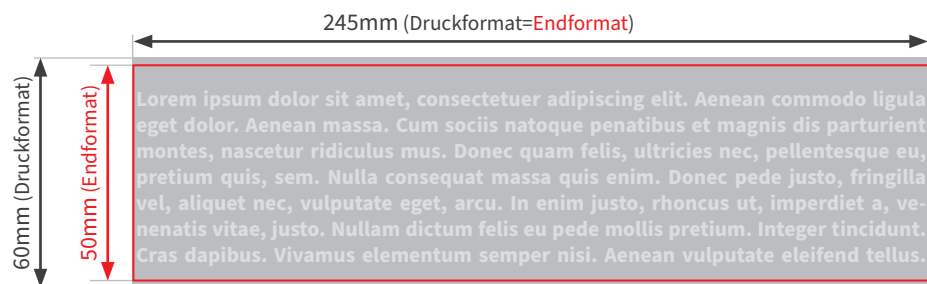 245mm (Druckformat=Endformat)
60mm (Druckformat)
50mm (Endformat)
Lorem ipsum dolor sit amet, consectetuer adipiscing elit. Aenean commodo ligula
eget dolor. Aenean massa. Cum sociis natoque penatibus et magnis dis parturient
montes, nascetur ridiculus mus. Donec quam felis, ultricies nec, pellentesque eu,
pretium quis, sem. Nulla consequat massa quis enim. Donec pede justo, fringilla
vel, aliquet nec, vulputate eget, arcu. In enim justo, rhoncus ut, imperdiet a, ve-
nenatis vitae, justo. Nullam dictum felis eu pede mollis pretium. Integer tincidunt.
Cras dapibus. Vivamus elementum semper nisi. Aenean vulputate eleifend tellus.